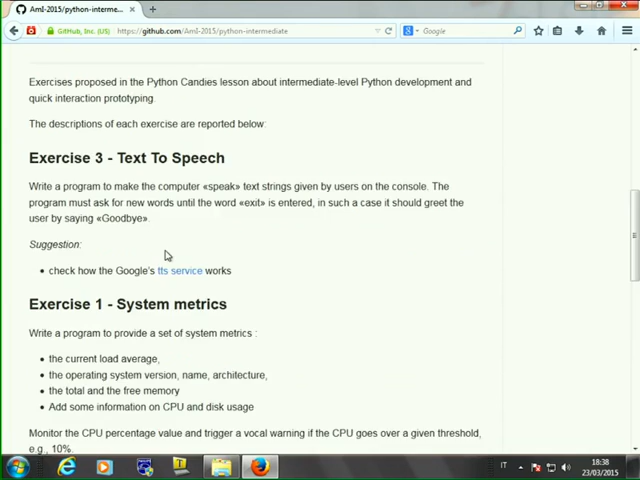 AmI-2015/python-interme...
GitHub, Inc. (US)
https://github.com/AmI-2015/python-intermediate
Google
Exercises proposed in the Python Candies lesson about intermediate-level Python development and
quick interaction prototyping.
The descriptions of each exercise are reported below:
Exercise 3 - Text To Speech
Write a program to make the computer «speak» text strings given by users on the console. The
program must ask for new words until the word «exit» is entered, in such a case it should greet the
user by saying «Goodbye».
Suggestion:
check how the Google's tts service works
Exercise 1 - System metrics
Write a program to provide a set of system metrics :
the current load average,
the operating system version, name, architecture,
the total and the free memory
Add some information on CPU and disk usage
Monitor the CPU percentage value and trigger a vocal warning if the CPU goes over a given threshold,
e.g., 10%.
IT
18:38
23/03/2015